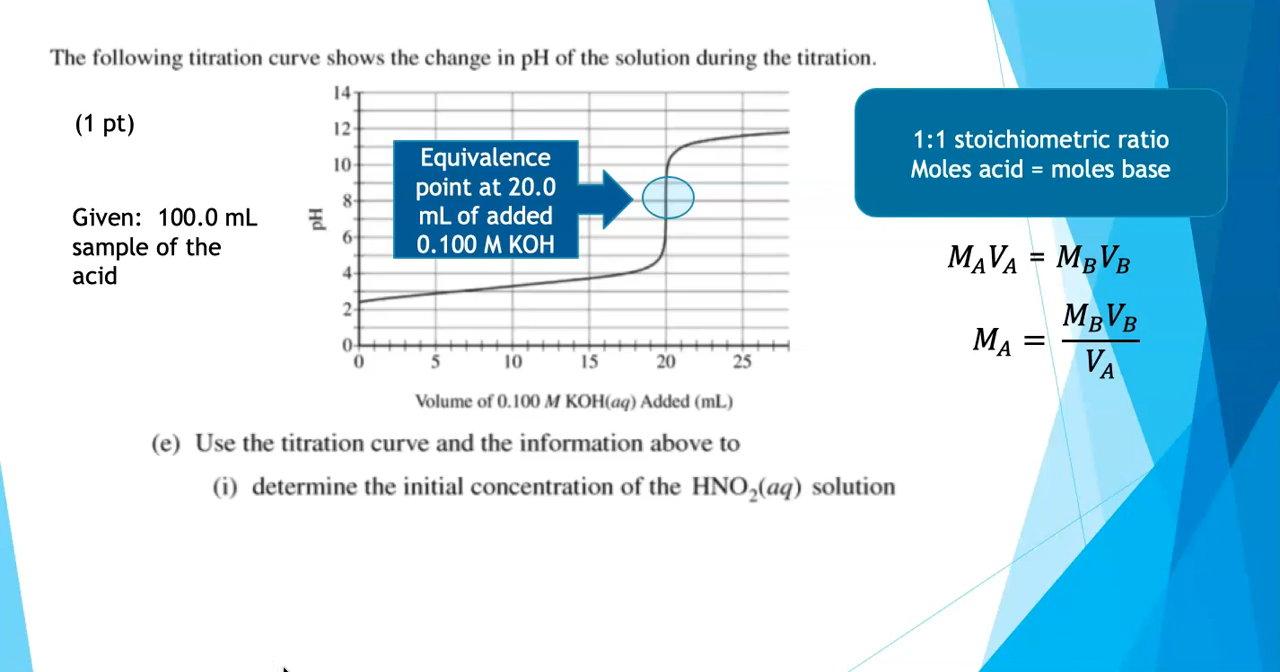 The following titration curve shows the change in pH of the solution during the titration.
(1 pt)
Given: 100.0 mL
sample of the
acid
14
12
10
8
6
4
2
0
pH
Equivalence
point at 20.0
mL of added
0.100 M KOH
0 5 10 15 20 25
Volume of 0.100 M KOH(aq) Added (mL)
1:1 stoichiometric ratio
Moles acid = moles base
M_A V_A = M_B V_B
M_A = M_B V_B / V_A
(e) Use the titration curve and the information above to
(i) determine the initial concentration of the HNO₂(aq) solution